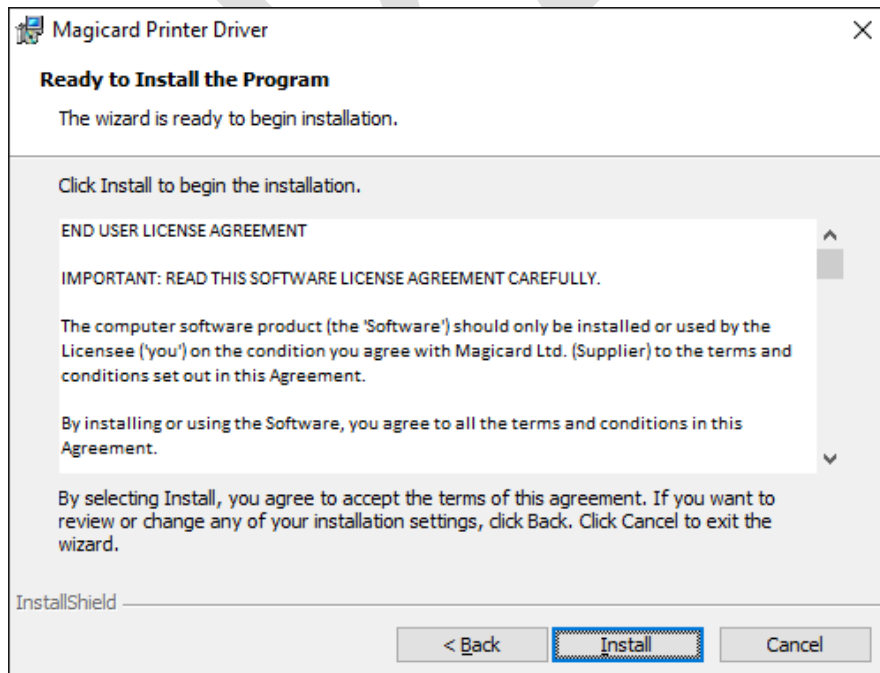 Magicard Printer Driver
Ready to Install the Program
The wizard is ready to begin installation.
Click Install to begin the installation.
END USER LICENSE AGREEMENT
IMPORTANT: READ THIS SOFTWARE LICENSE AGREEMENT CAREFULLY.
The computer software product (the 'Software') should only be installed or used by the
Licensee ('you') on the condition you agree with Magicard Ltd. (Supplier) to the terms and
conditions set out in this Agreement.
By installing or using the Software, you agree to all the terms and conditions in this
Agreement.
By selecting Install, you agree to accept the terms of this agreement. If you want to
review or change any of your installation settings, click Back. Click Cancel to exit the
wizard.
InstallShield
< Back Install Cancel